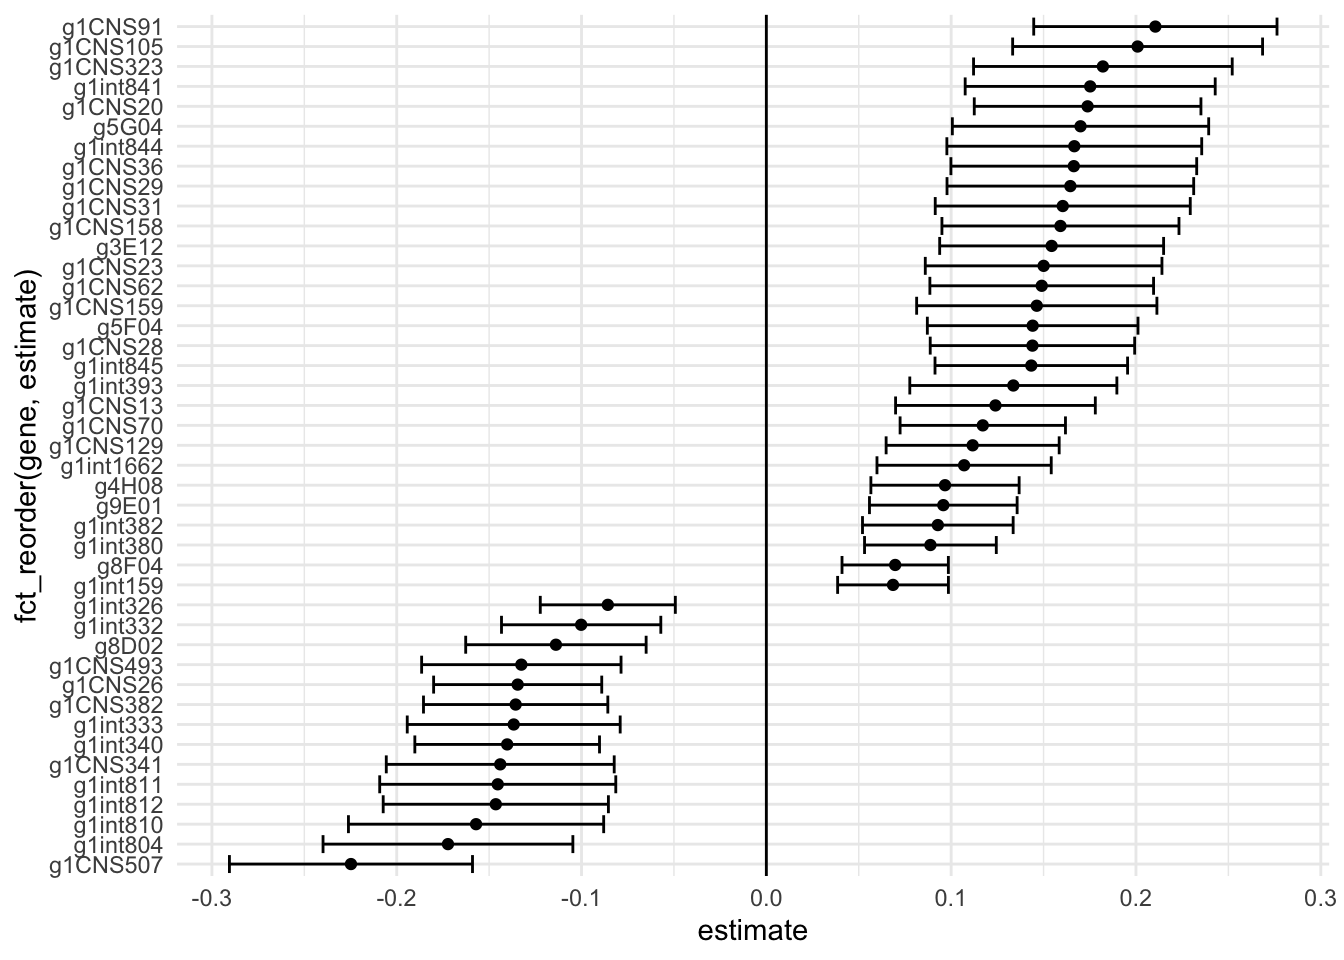 g1CNS91
g1CNS105
g1CNS323
g1int841
g1CNS20
g5G04
g1int844
g1CNS36
g1CNS29
g1CNS31
g1CNS158
g3E12
g1CNS23
g1CNS62
g1CNS159
g5F04
g1CNS28
g1int845
g1int393
g1CNS13
g1CNS70
g1CNS129
g1int1662
g4H08
g9E01
g1int382
g1int380
g8F04
g1int159
g1int326
g1int332
g8D02
g1CNS493
g1CNS26
g1CNS382
g1int333
g1int340
g1CNS341
g1int811
g1int812
g1int810
g1int804
g1CNS507
fct_reorder(gene, estimate)
-0.3 -0.2 -0.1 0.0 0.1 0.2 0.3
estimate